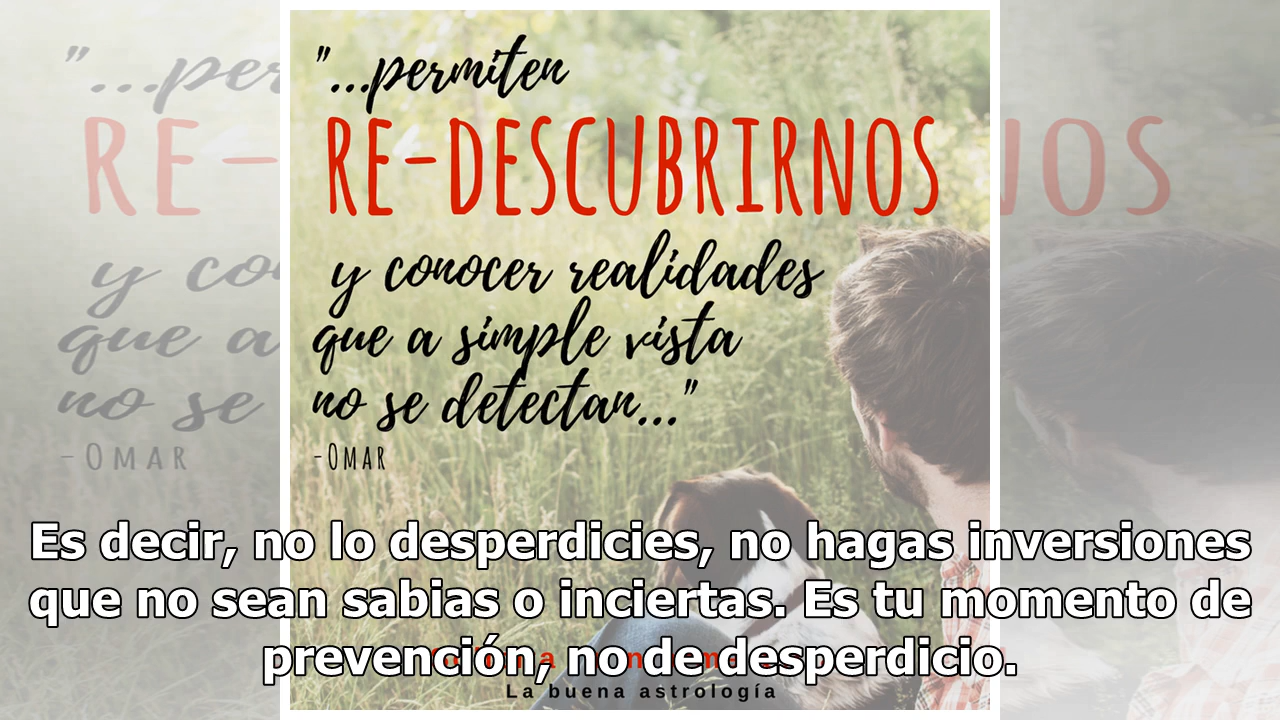 "...permiten
RE-DESCUBRIRNOS
y conocer realidades
que a simple vista
no se detectan..."
-OMAR
Es decir, no lo desperdicies, no hagas inversiones
que no sean sabias o inciertas. Es tu momento de
prevención, no de desperdicio.
La buena astrología